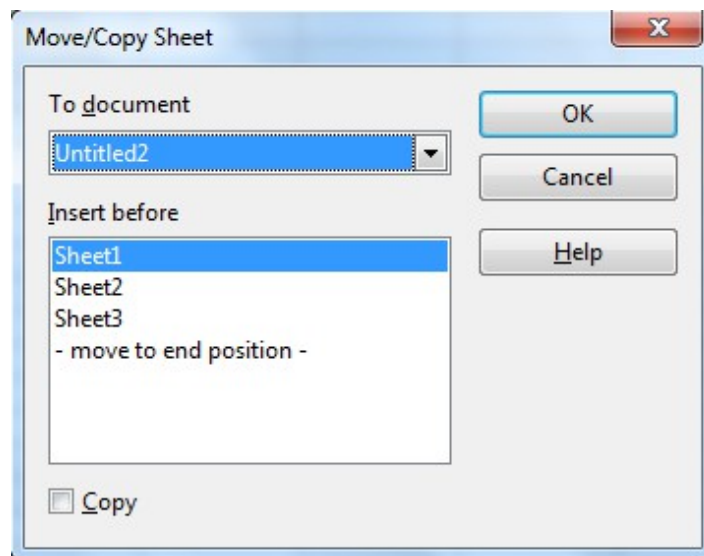 Move/Copy Sheet
To document
Untitled2
Insert before
Sheet1
Sheet2
Sheet3
- move to end position -
Copy
OK
Cancel
Help